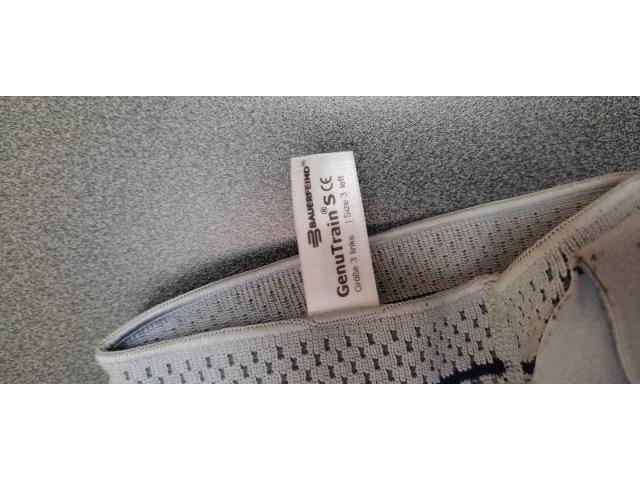 BAUERFEIND®
GenuTrain® S CE
Größe 3 links | Size 3 left